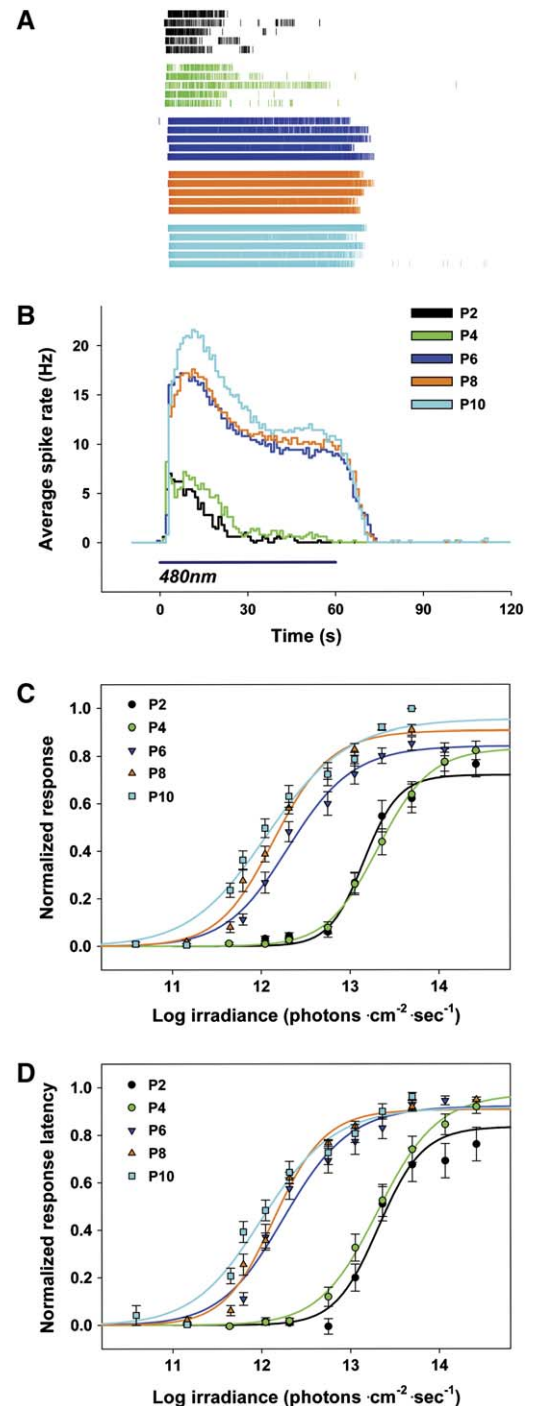 A
B
P2
P4
P6
P8
P10
Average spike rate (Hz)
20
15
10
5
0
480nm
0 30 60 90 120
Time (s)
C
P2
P4
P6
P8
P10
Normalized response
1.0
0.8
0.6
0.4
0.2
0.0
11 12 13 14
Log irradiance (photons ·cm⁻² ·sec⁻¹)
D
P2
P4
P6
P8
P10
Normalized response latency
1.0
0.8
0.6
0.4
0.2
0.0
11 12 13 14
Log irradiance (photons ·cm⁻² ·sec⁻¹)